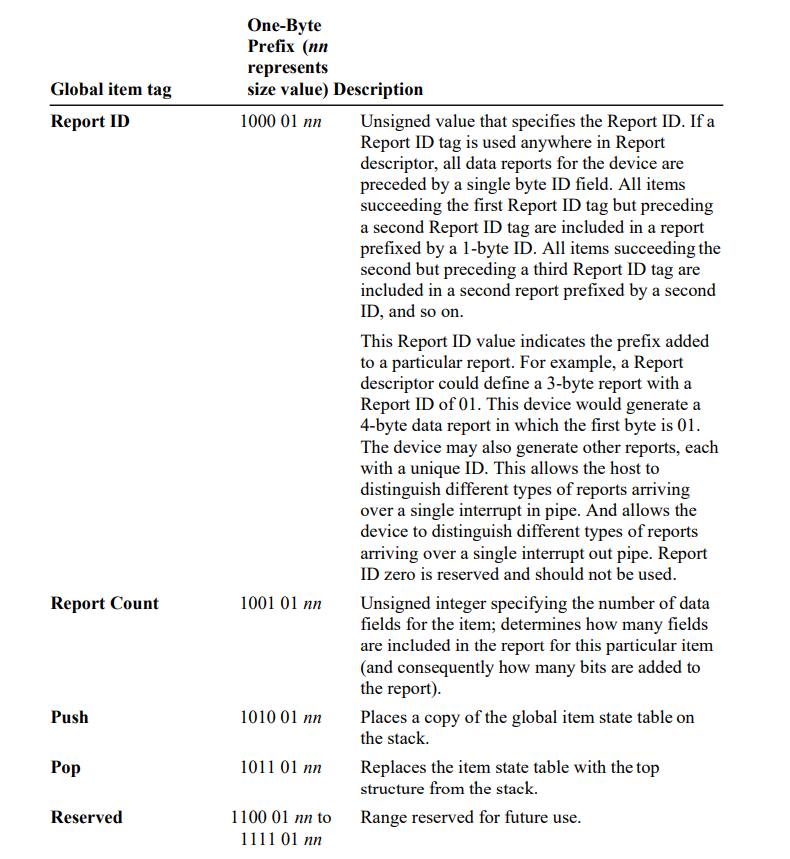 One-Byte
Prefix (nn
represents
Global item tag size value) Description
Report ID 1000 01 nn Unsigned value that specifies the Report ID. If a
Report ID tag is used anywhere in Report
descriptor, all data reports for the device are
preceded by a single byte ID field. All items
succeeding the first Report ID tag but preceding
a second Report ID tag are included in a report
prefixed by a 1-byte ID. All items succeeding the
second but preceding a third Report ID tag are
included in a second report prefixed by a second
ID, and so on.
This Report ID value indicates the prefix added
to a particular report. For example, a Report
descriptor could define a 3-byte report with a
Report ID of 01. This device would generate a
4-byte data report in which the first byte is 01.
The device may also generate other reports, each
with a unique ID. This allows the host to
distinguish different types of reports arriving
over a single interrupt in pipe. And allows the
device to distinguish different types of reports
arriving over a single interrupt out pipe. Report
ID zero is reserved and should not be used.
Report Count 1001 01 nn Unsigned integer specifying the number of data
fields for the item; determines how many fields
are included in the report for this particular item
(and consequently how many bits are added to
the report).
Push 1010 01 nn Places a copy of the global item state table on
the stack.
Pop 1011 01 nn Replaces the item state table with the top
structure from the stack.
Reserved 1100 01 nn to Range reserved for future use.
1111 01 nn